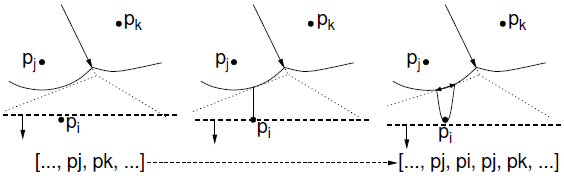 pk pk pk
pj pj pj
pi pi pi
[..., pj, pk, ...] [..., pj, pi, pj, pk, ...]